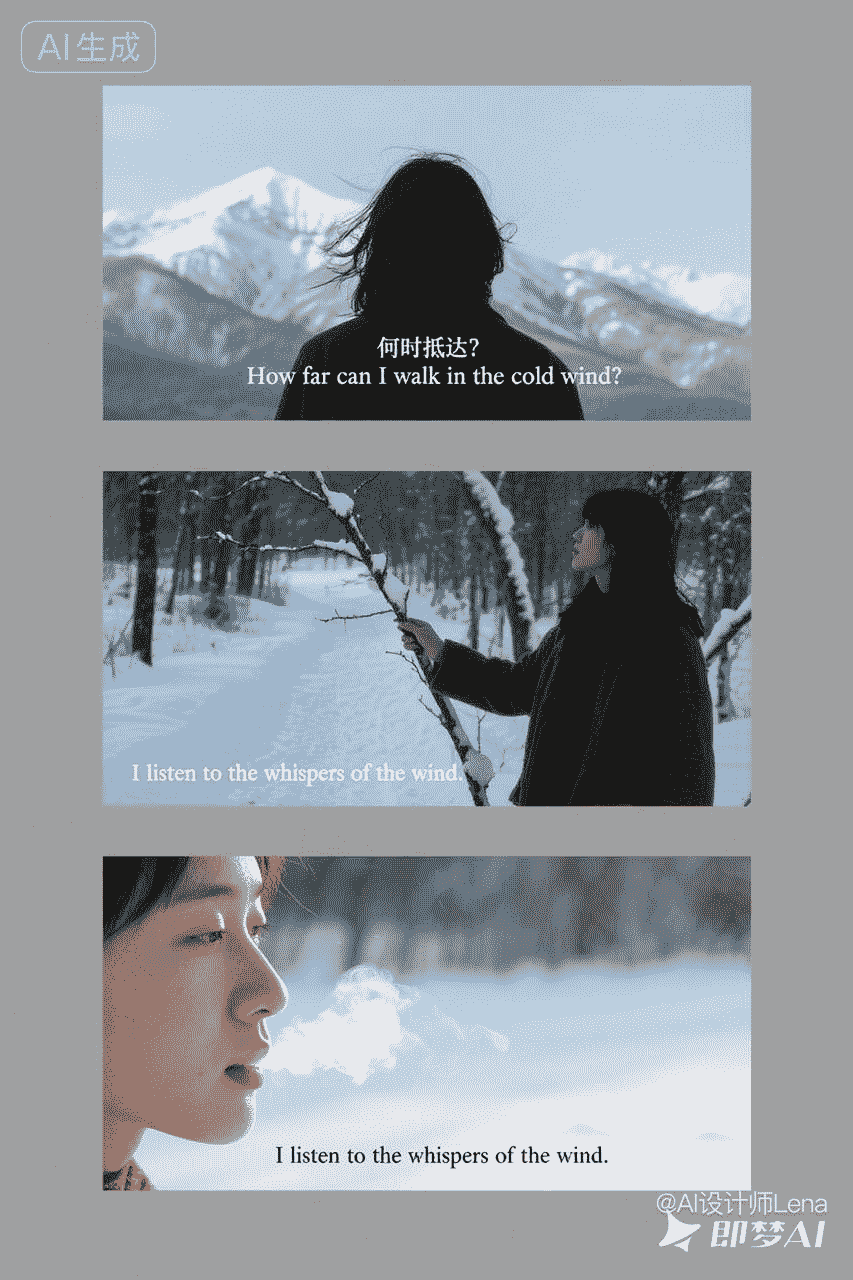 AI生成
何时抵达?
How far can I walk in the cold wind?
I listen to the whispers of the wind.
I listen to the whispers of the wind.
@AI设计师Lena
即梦AI